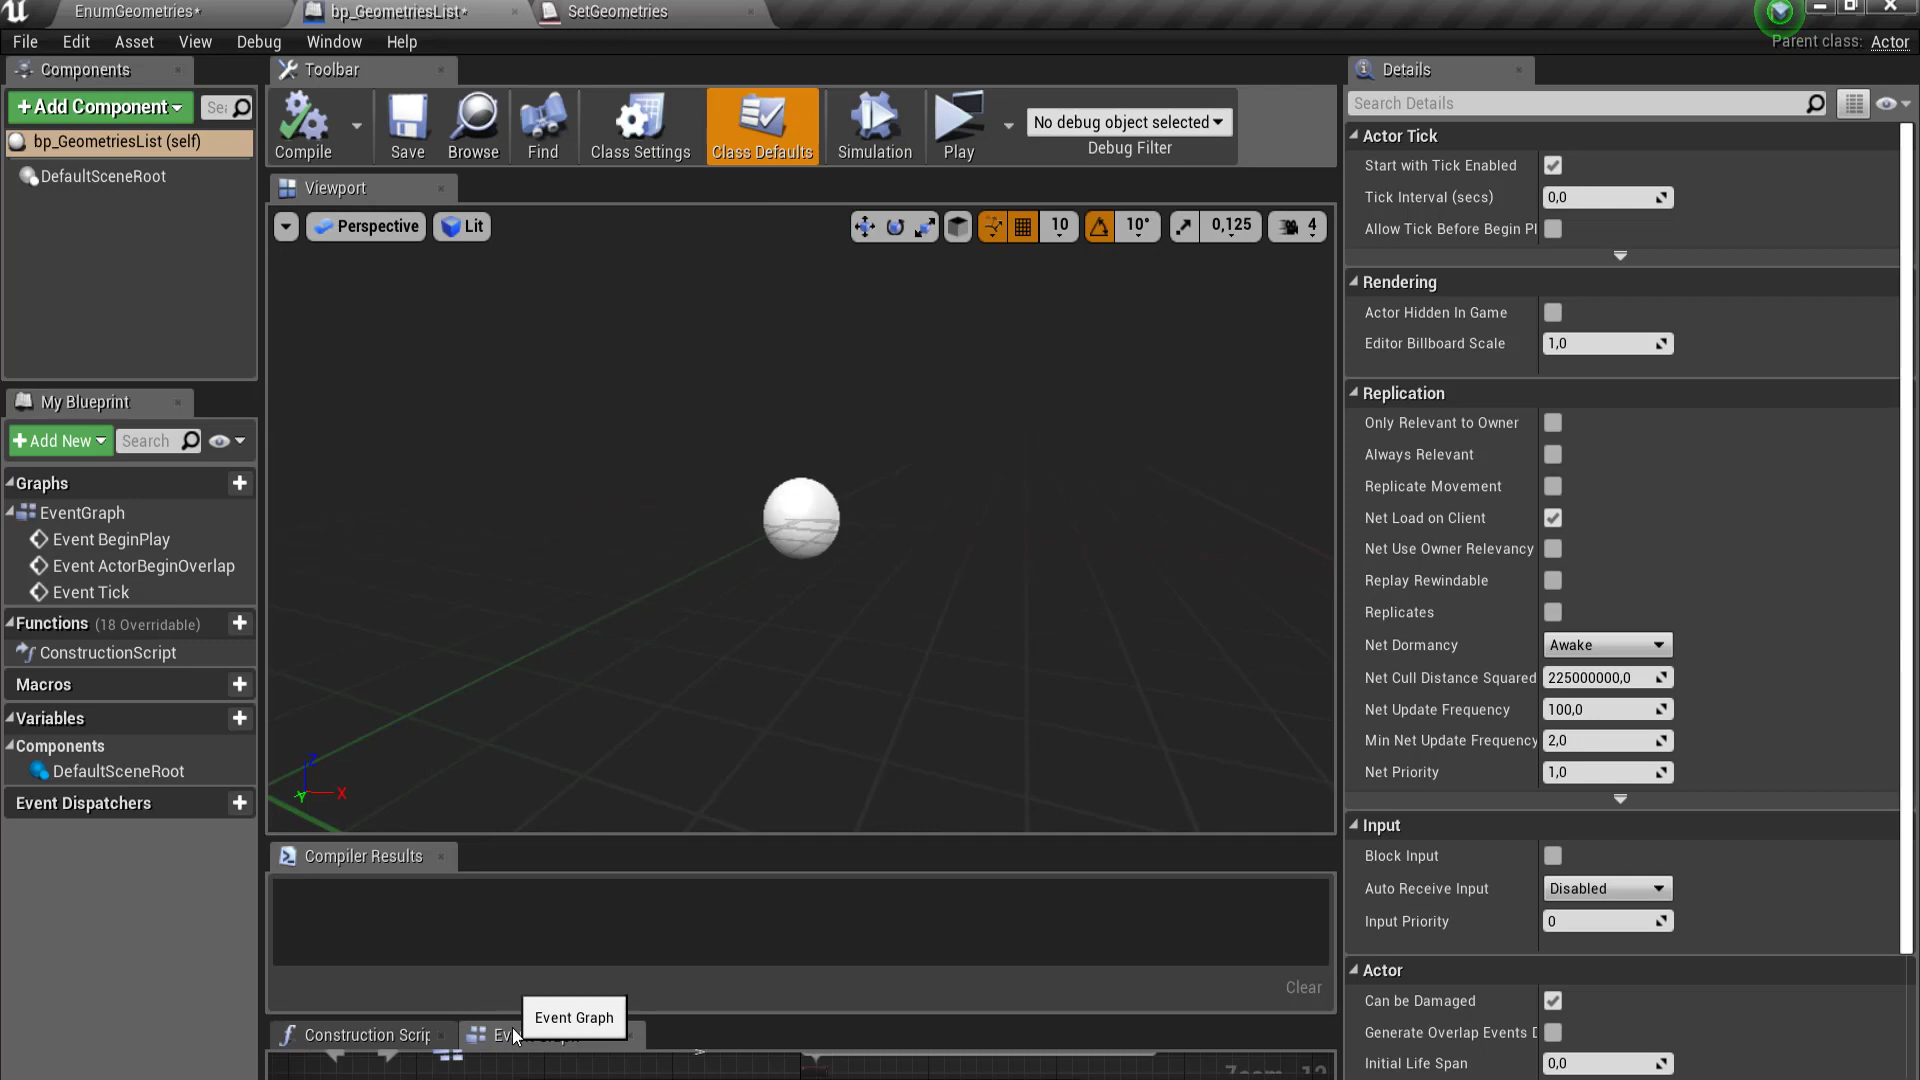 EnumGeometries*
bp_GeometriesList*
SetGeometries
File
Edit
Asset
View
Debug
Window
Help
Parent class: Actor
Components
Add Component
bp_GeometriesList (self)
DefaultSceneRoot
My Blueprint
Add New
Search
Graphs
EventGraph
Event BeginPlay
Event ActorBeginOverlap
Event Tick
Functions (18 Overridable)
ConstructionScript
Macros
Variables
Components
DefaultSceneRoot
Event Dispatchers
Toolbar
Compile
Save
Browse
Find
Class Settings
Class Defaults
Simulation
Play
No debug object selected
Debug Filter
Viewport
Perspective
Lit
10
10°
0,125
4
Z
X
Y
Compiler Results
Clear
Event Graph
Construction Scrip
Details
Search Details
Actor Tick
Start with Tick Enabled
Tick Interval (secs)
0,0
Allow Tick Before Begin Pl
Rendering
Actor Hidden In Game
Editor Billboard Scale
1,0
Replication
Only Relevant to Owner
Always Relevant
Replicate Movement
Net Load on Client
Net Use Owner Relevancy
Replay Rewindable
Replicates
Net Dormancy
Awake
Net Cull Distance Squared
225000000,0
Net Update Frequency
100,0
Min Net Update Frequency
2,0
Net Priority
1,0
Input
Block Input
Auto Receive Input
Disabled
Input Priority
0
Actor
Can be Damaged
Generate Overlap Events D
Initial Life Span
0,0